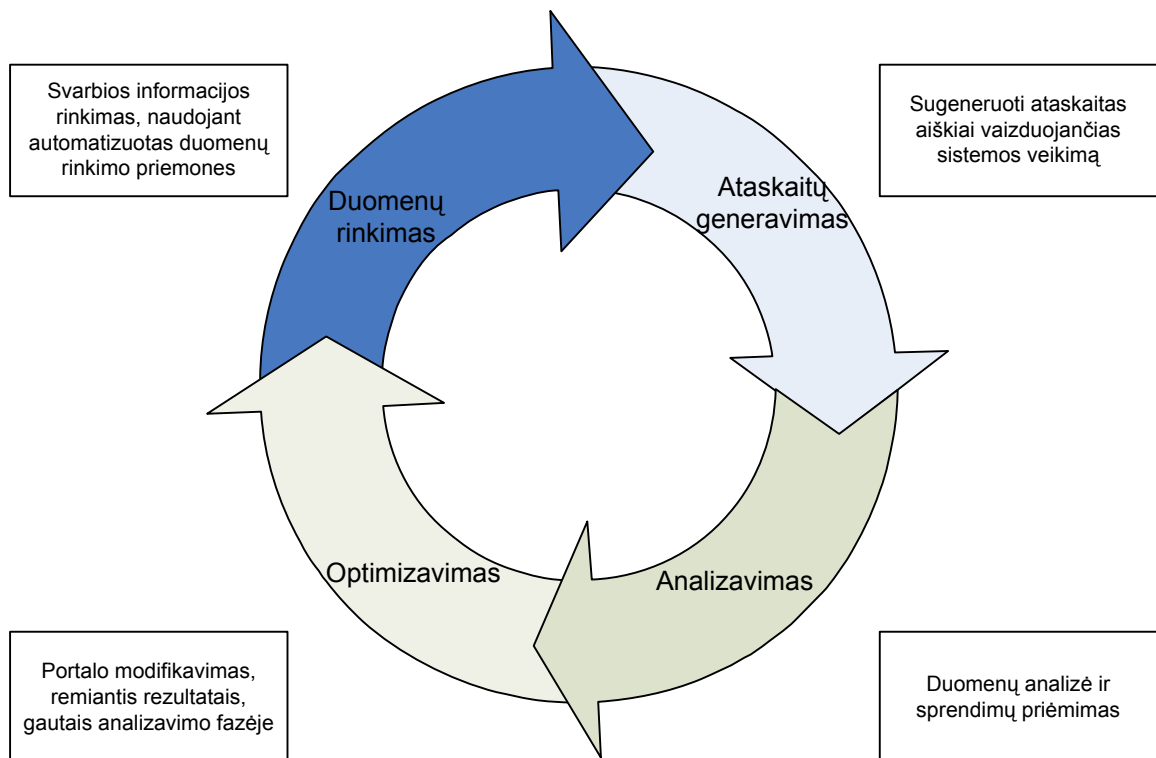 Svarbios informacijos
rinkimas, naudojant
automatizuotas duomenų
rinkimo priemones
Sugeneruoti ataskaitas
aiškiai vaizduojančias
sistemos veikimą
Duomenų
rinkimas
Ataskaitų
generavimas
Optimizavimas
Analizavimas
Portalo modifikavimas,
remiantis rezultatais,
gautais analizavimo fazėje
Duomenų analizė ir
sprendimų priėmimas